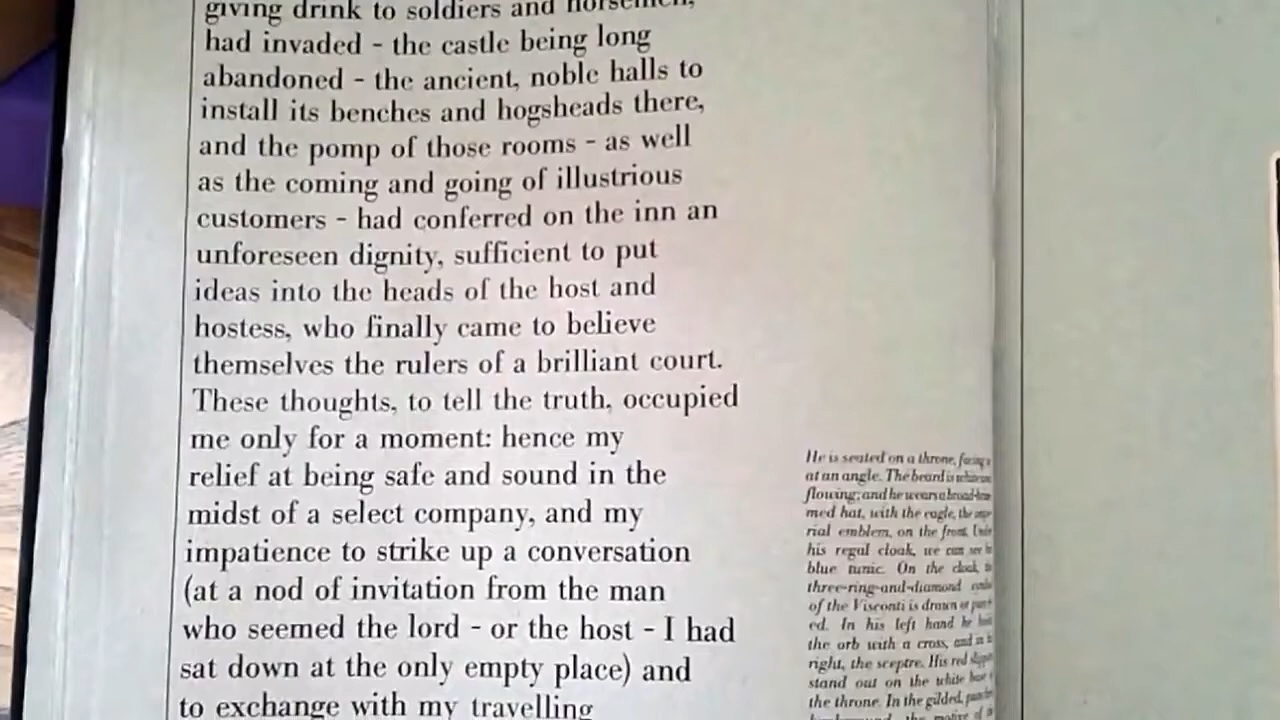 giving drink to soldiers and horsemen,
had invaded - the castle being long
abandoned - the ancient, noble halls to
install its benches and hogsheads there,
and the pomp of those rooms - as well
as the coming and going of illustrious
customers - had conferred on the inn an
unforeseen dignity, sufficient to put
ideas into the heads of the host and
hostess, who finally came to believe
themselves the rulers of a brilliant court.
These thoughts, to tell the truth, occupied
me only for a moment: hence my
relief at being safe and sound in the
midst of a select company, and my
impatience to strike up a conversation
(at a nod of invitation from the man
who seemed the lord - or the host - I had
sat down at the only empty place) and
to exchange with my travelling
He is seated on a throne,
at an angle. The beard is
flowing; and he wears a
med hat, with the eagle, the
rial emblem, on the front.
his regal cloak, we can see
blue tunic. On the cloak,
three-ring-and-diamond
of the Visconti is drawn or
ed. In his left hand he
the orb with a cross, and in
right, the sceptre. His red
stand out on the white
the throne. In the gilded,
the motive of a